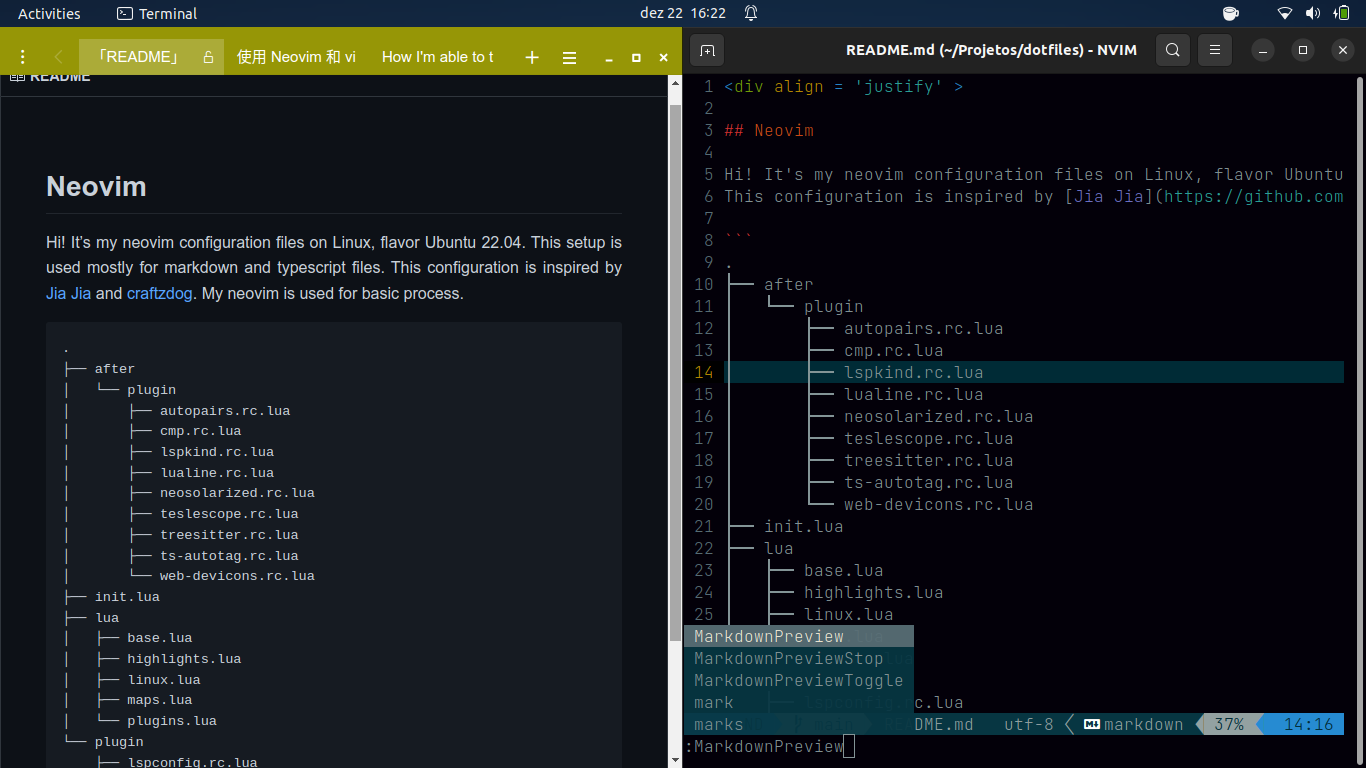 Activities Terminal dez 22 16:22
「README」 使用 Neovim 和 vi How I'm able to t
README
Neovim
Hi! It's my neovim configuration files on Linux, flavor Ubuntu 22.04. This setup is
used mostly for markdown and typescript files. This configuration is inspired by
Jia Jia and craftzdog. My neovim is used for basic process.
.
├── after
│   └── plugin
│       ├── autopairs.rc.lua
│       ├── cmp.rc.lua
│       ├── lspkind.rc.lua
│       ├── lualine.rc.lua
│       ├── neosolarized.rc.lua
│       ├── teslescope.rc.lua
│       ├── treesitter.rc.lua
│       ├── ts-autotag.rc.lua
│       └── web-devicons.rc.lua
├── init.lua
├── lua
│   ├── base.lua
│   ├── highlights.lua
│   ├── linux.lua
│   ├── maps.lua
│   └── plugins.lua
└── plugin
    ├── lspconfig.rc.lua
README.md (~/Projetos/dotfiles) - NVIM
1 <div align = 'justify' >
2
3 ## Neovim
4
5 Hi! It's my neovim configuration files on Linux, flavor Ubuntu
6 This configuration is inspired by [Jia Jia](https://github.com
7
8 ```
9 .
10 ├── after
11 │   └── plugin
12 │       ├── autopairs.rc.lua
13 │       ├── cmp.rc.lua
14 │       ├── lspkind.rc.lua
15 │       ├── lualine.rc.lua
16 │       ├── neosolarized.rc.lua
17 │       ├── teslescope.rc.lua
18 │       ├── treesitter.rc.lua
19 │       ├── ts-autotag.rc.lua
20 │       └── web-devicons.rc.lua
21 ├── init.lua
22 ├── lua
23 │   ├── base.lua
24 │   ├── highlights.lua
25 │   ├── linux.lua
MarkdownPreview
MarkdownPreviewStop
MarkdownPreviewToggle
mark c.lua
marks DME.md utf-8 markdown 37% 14:16
:MarkdownPreview